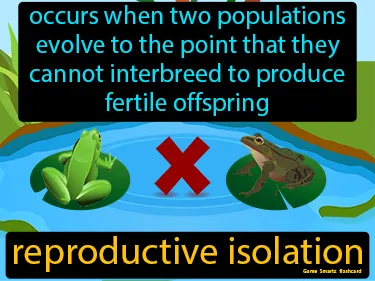 occurs when two populations
evolve to the point that they
cannot interbreed to produce
fertile offspring
reproductive isolation
Game Smartz flashcard